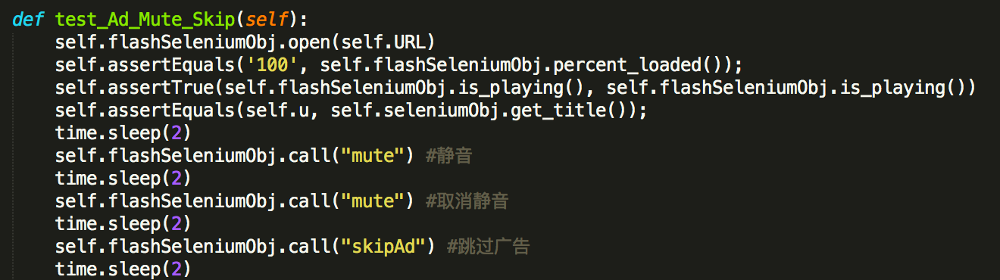 def test_Ad_Mute_Skip(self):
self.flashSeleniumObj.open(self.URL)
self.assertEquals('100', self.flashSeleniumObj.percent_loaded());
self.assertTrue(self.flashSeleniumObj.is_playing(), self.flashSeleniumObj.is_playing())
self.assertEquals(self.u, self.seleniumObj.get_title());
time.sleep(2)
self.flashSeleniumObj.call("mute") #静音
time.sleep(2)
self.flashSeleniumObj.call("mute") #取消静音
time.sleep(2)
self.flashSeleniumObj.call("skipAd") #跳过广告
time.sleep(2)